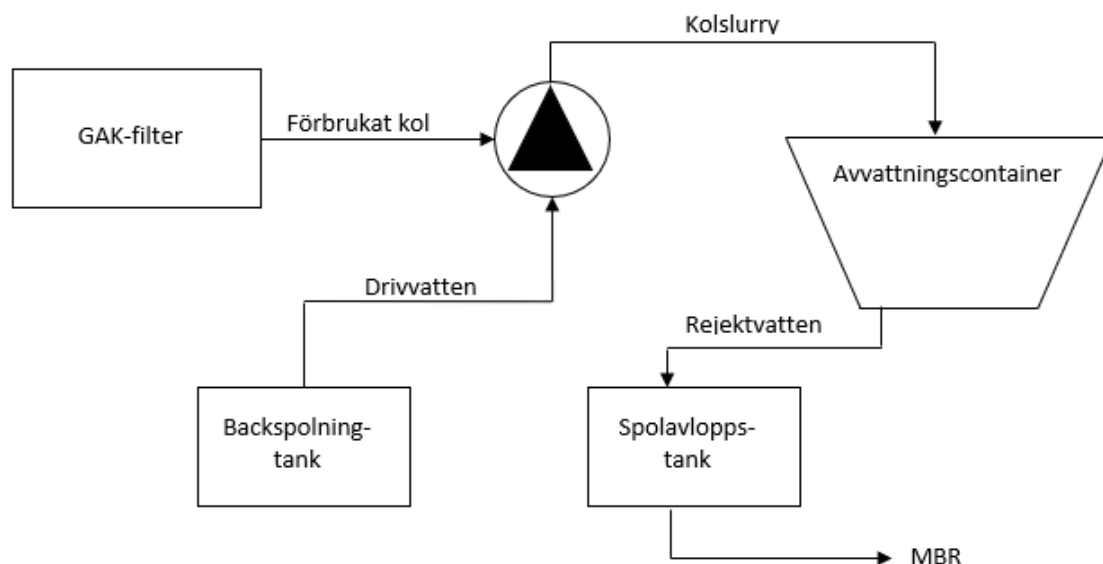 Kolslurry
GAK-filter
Förbrukat kol
Avvattningscontainer
Drivvatten
Rejektvatten
Backspolning-
tank
Spolavlopps-
tank
MBR